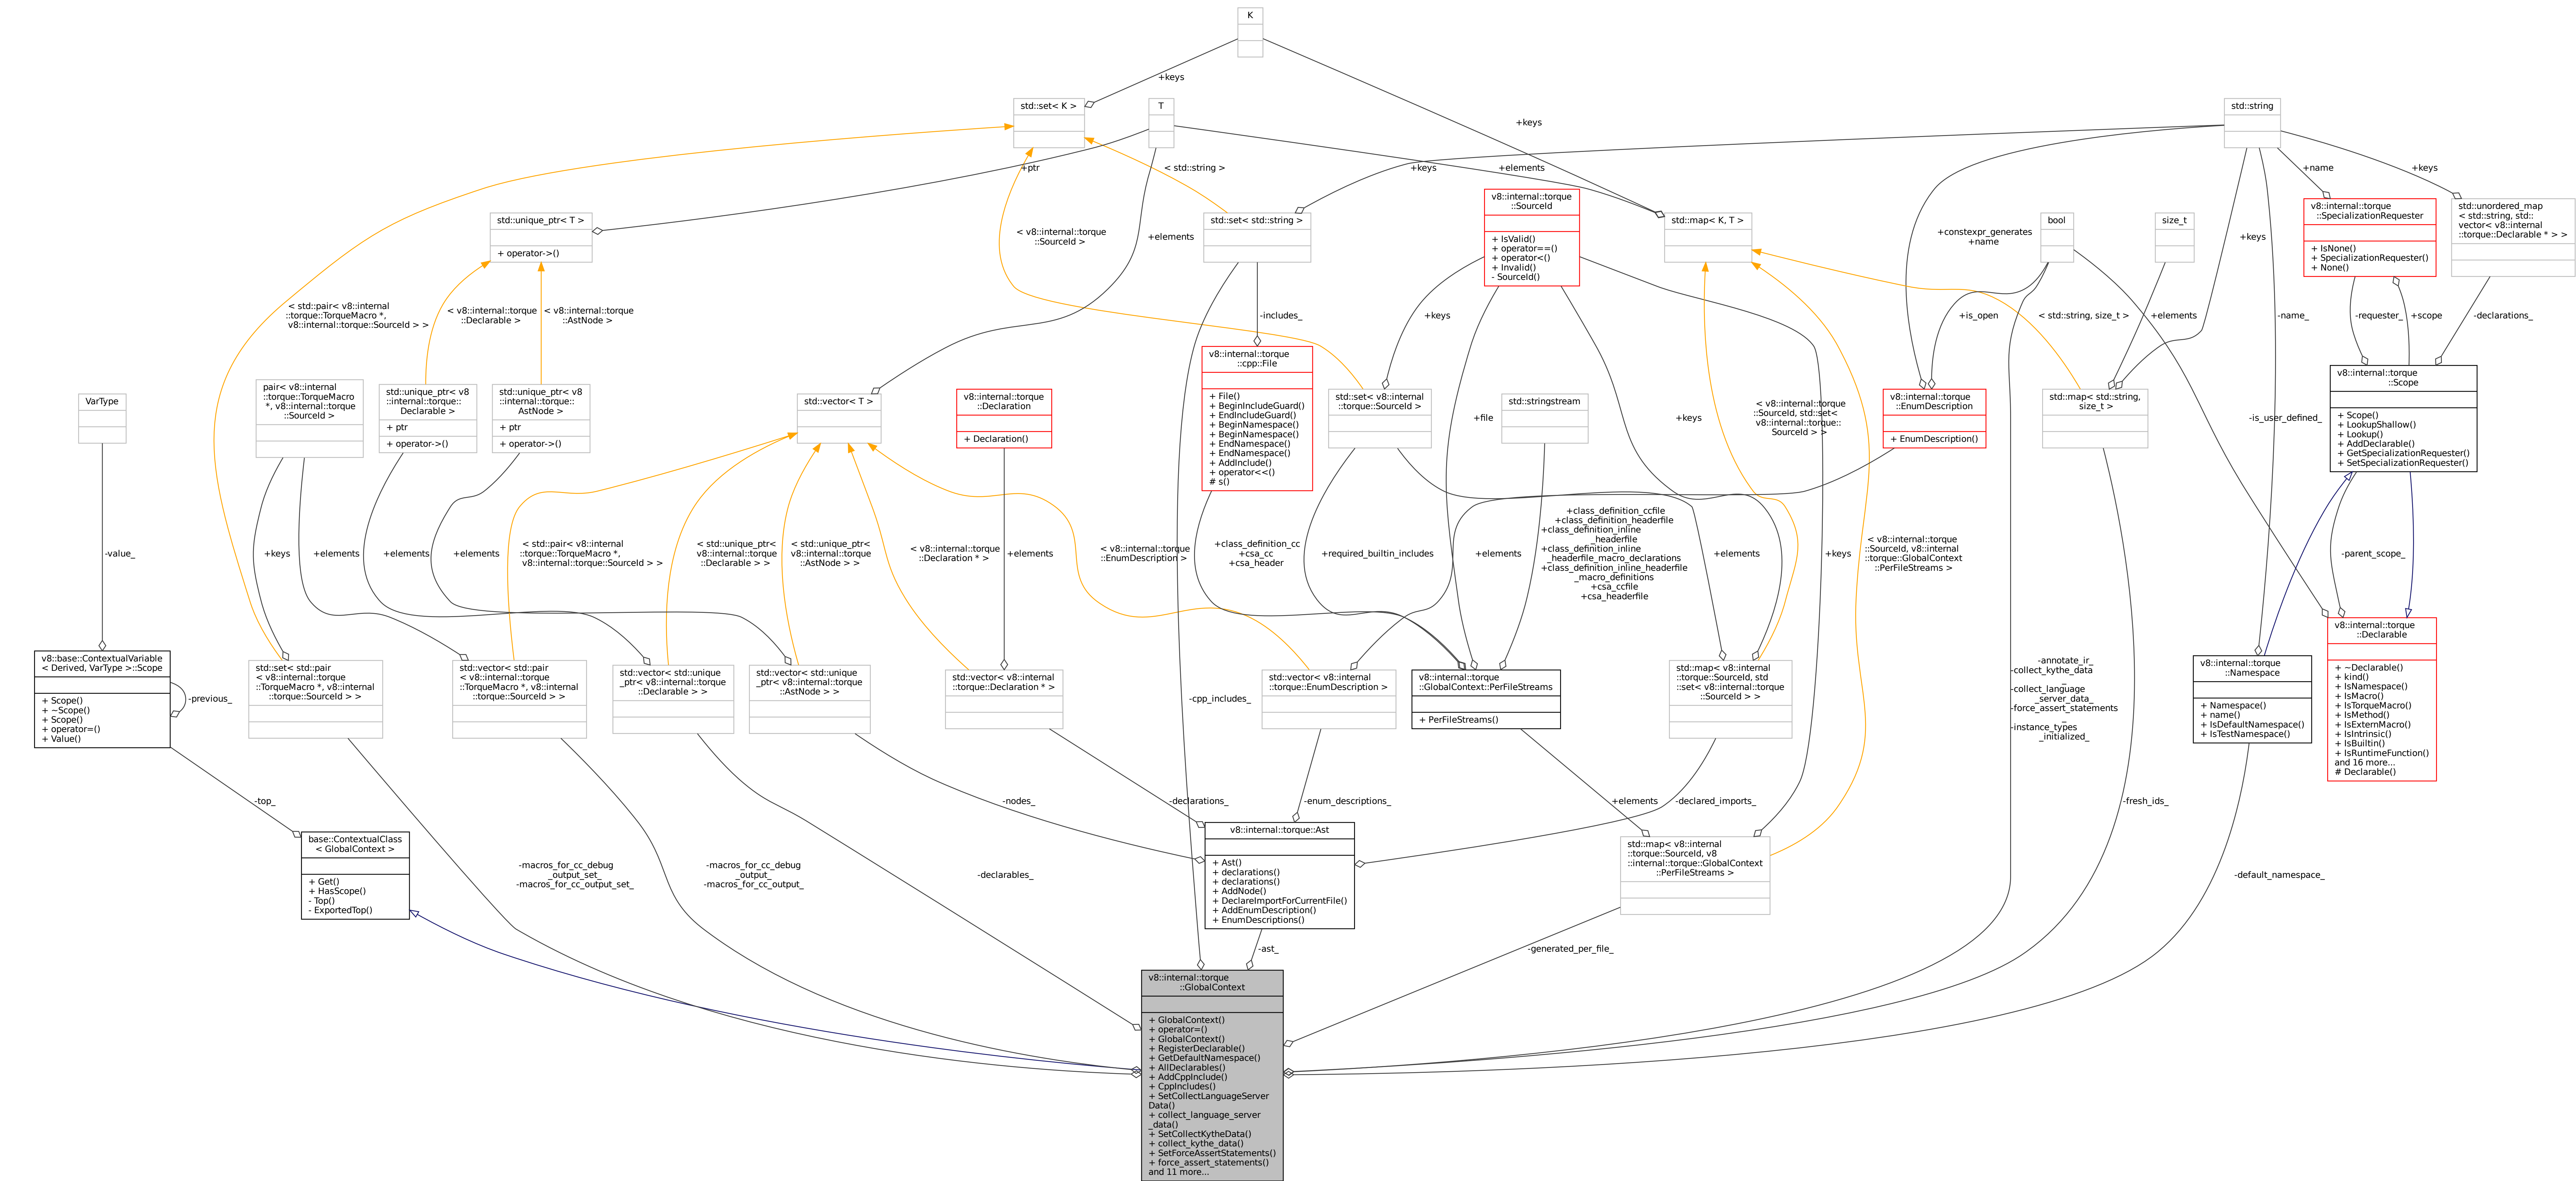 K
+keys
std::set< K >
T
std::string
+keys
+ptr
< std::string >
+keys
+elements
+name
+keys
v8::internal::torque
::SourceId
+ IsValid()
+ operator==()
+ operator<()
+ Invalid()
- SourceId()
v8::internal::torque
::SpecializationRequester
+ IsNone()
+ SpecializationRequester()
+ None()
std::unordered_map
< std::string, std::
vector< v8::internal
::torque::Declarable * > >
std::unique_ptr< T >
+ operator->()
std::set< std::string >
std::map< K, T >
bool
size_t
< v8::internal::torque
::SourceId >
+elements
+constexpr_generates
+name
+keys
< std::pair< v8::internal
::torque::TorqueMacro *,
v8::internal::torque::SourceId > >
< v8::internal::torque
::Declarable >
< v8::internal::torque
::AstNode >
-includes_
+keys
+is_open
< std::string, size_t >
+elements
-name_
-requester_
+scope
-declarations_
VarType
pair< v8::internal
::torque::TorqueMacro
*, v8::internal::torque
::SourceId >
std::unique_ptr< v8
::internal::torque::
Declarable >
+ ptr
+ operator->()
std::unique_ptr< v8
::internal::torque::
AstNode >
+ ptr
+ operator->()
std::vector< T >
v8::internal::torque
::Declaration
+ Declaration()
v8::internal::torque
::cpp::File
+ File()
+ BeginIncludeGuard()
+ EndIncludeGuard()
+ BeginNamespace()
+ BeginNamespace()
+ EndNamespace()
+ EndNamespace()
+ AddInclude()
+ operator<<()
# s()
std::set< v8::internal
::torque::SourceId >
+file
std::stringstream
+keys
< v8::internal::torque
::SourceId, std::set<
v8::internal::torque::
SourceId > >
v8::internal::torque
::EnumDescription
+ EnumDescription()
std::map< std::string,
size_t >
-is_user_defined_
v8::internal::torque
::Scope
+ Scope()
+ LookupShallow()
+ Lookup()
+ AddDeclarable()
+ GetSpecializationRequester()
+ SetSpecializationRequester()
-value_
+keys
+elements
+elements
+elements
< std::pair< v8::internal
::torque::TorqueMacro *,
v8::internal::torque::SourceId > >
< std::unique_ptr<
v8::internal::torque
::Declarable > >
< std::unique_ptr<
v8::internal::torque
::AstNode > >
< v8::internal::torque
::Declaration * >
+elements
< v8::internal::torque
::EnumDescription >
+class_definition_cc
+csa_cc
+csa_header
+required_builtin_includes
+elements
+class_definition_ccfile
+class_definition_headerfile
+class_definition_inline
_headerfile
+class_definition_inline
_headerfile_macro_declarations
+class_definition_inline_headerfile
_macro_definitions
+csa_ccfile
+csa_headerfile
+elements
+keys
< v8::internal::torque
::SourceId, v8::internal
::torque::GlobalContext
::PerFileStreams >
-parent_scope_
v8::base::ContextualVariable
< Derived, VarType >::Scope
+ Scope()
+ ~Scope()
+ Scope()
+ operator=()
+ Value()
-previous_
std::set< std::pair
< v8::internal::torque
::TorqueMacro *, v8::internal
::torque::SourceId > >
std::vector< std::pair
< v8::internal::torque
::TorqueMacro *, v8::internal
::torque::SourceId > >
std::vector< std::unique
_ptr< v8::internal::torque
::Declarable > >
std::vector< std::unique
_ptr< v8::internal::torque
::AstNode > >
std::vector< v8::internal
::torque::Declaration * >
-cpp_includes_
std::vector< v8::internal
::torque::EnumDescription >
v8::internal::torque
::GlobalContext::PerFileStreams
+ PerFileStreams()
std::map< v8::internal
::torque::SourceId, std
::set< v8::internal::torque
::SourceId > >
-annotate_ir_
-collect_kythe_data
_
-collect_language
_server_data_
-force_assert_statements
_
-instance_types
_initialized_
v8::internal::torque
::Namespace
+ Namespace()
+ name()
+ IsDefaultNamespace()
+ IsTestNamespace()
v8::internal::torque
::Declarable
+ ~Declarable()
+ kind()
+ IsNamespace()
+ IsMacro()
+ IsTorqueMacro()
+ IsMethod()
+ IsExternMacro()
+ IsIntrinsic()
+ IsBuiltin()
+ IsRuntimeFunction()
and 16 more...
# Declarable()
-top_
-nodes_
-declarations_
-enum_descriptions_
+elements
-declared_imports_
-fresh_ids_
base::ContextualClass
< GlobalContext >
+ Get()
+ HasScope()
- Top()
- ExportedTop()
-macros_for_cc_debug
_output_set_
-macros_for_cc_output_set_
-macros_for_cc_debug
_output_
-macros_for_cc_output_
-declarables_
v8::internal::torque::Ast
+ Ast()
+ declarations()
+ declarations()
+ AddNode()
+ DeclareImportForCurrentFile()
+ AddEnumDescription()
+ EnumDescriptions()
std::map< v8::internal
::torque::SourceId, v8
::internal::torque::GlobalContext
::PerFileStreams >
-default_namespace_
-ast_
-generated_per_file_
v8::internal::torque
::GlobalContext
+ GlobalContext()
+ operator=()
+ GlobalContext()
+ RegisterDeclarable()
+ GetDefaultNamespace()
+ AllDeclarables()
+ AddCppInclude()
+ CppIncludes()
+ SetCollectLanguageServer
Data()
+ collect_language_server
_data()
+ SetCollectKytheData()
+ collect_kythe_data()
+ SetForceAssertStatements()
+ force_assert_statements()
and 11 more...